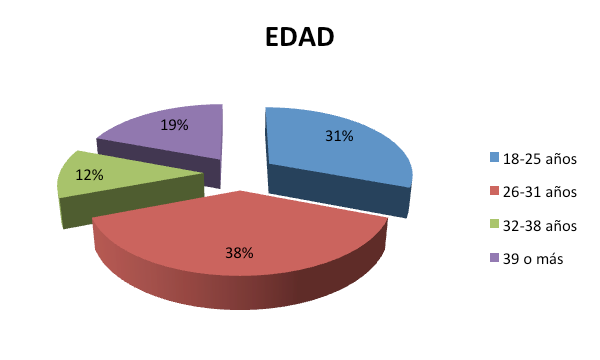 EDAD
19%
31%
12%
38%
18-25 años
26-31 años
32-38 años
39 o más